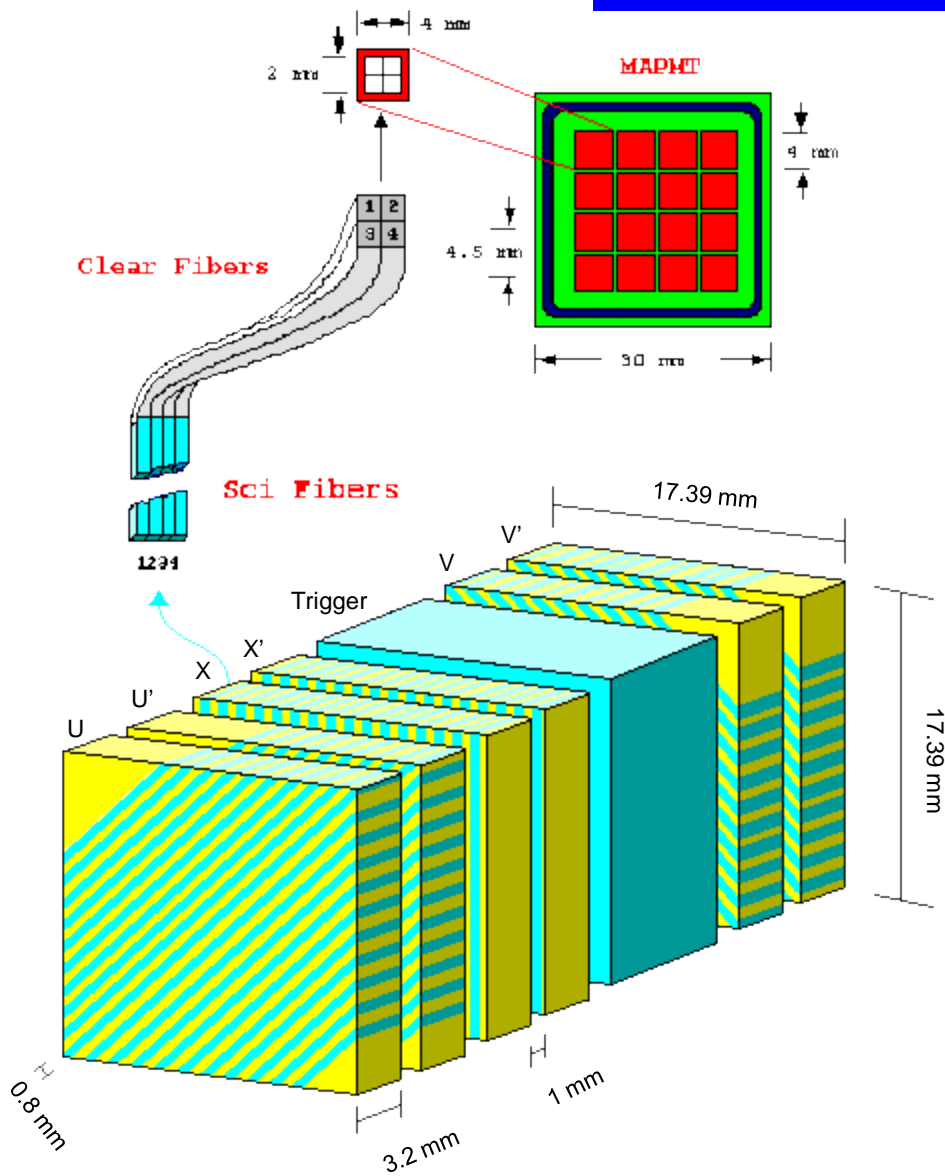 4 mm
2 mm
MAPMT
4 mm
1 2
3 4
4.5 mm
Clear Fibers
30 mm
Sci Fibers
17.39 mm
1234
V'
V
Trigger
X'
X
U'
U
17.39 mm
1 mm
0.8 mm
3.2 mm